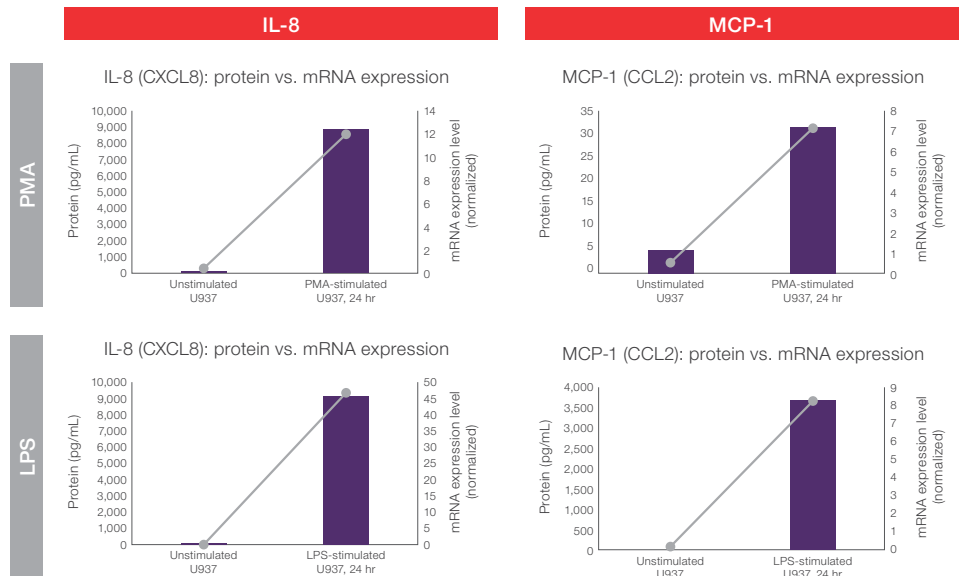 IL-8
MCP-1
PMA
IL-8 (CXCL8): protein vs. mRNA expression
Protein (pg/mL)
10,000
9,000
8,000
7,000
6,000
5,000
4,000
3,000
2,000
1,000
0
14
12
10
8
6
4
2
0
mRNA expression level
(normalized)
Unstimulated
U937
PMA-stimulated
U937, 24 hr
MCP-1 (CCL2): protein vs. mRNA expression
Protein (pg/mL)
35
30
25
20
15
10
5
0
8
7
6
5
4
3
2
1
0
mRNA expression level
(normalized)
Unstimulated
U937
PMA-stimulated
U937, 24 hr
LPS
IL-8 (CXCL8): protein vs. mRNA expression
Protein (pg/mL)
10,000
9,000
8,000
7,000
6,000
5,000
4,000
3,000
2,000
1,000
0
50
45
40
35
30
25
20
15
10
5
0
mRNA expression level
(normalized)
Unstimulated
U937
LPS-stimulated
U937, 24 hr
MCP-1 (CCL2): protein vs. mRNA expression
Protein (pg/mL)
4,000
3,500
3,000
2,500
2,000
1,500
1,000
500
0
9
8
7
6
5
4
3
2
1
0
mRNA expression level
(normalized)
Unstimulated
U937
LPS-stimulated
U937, 24 hr